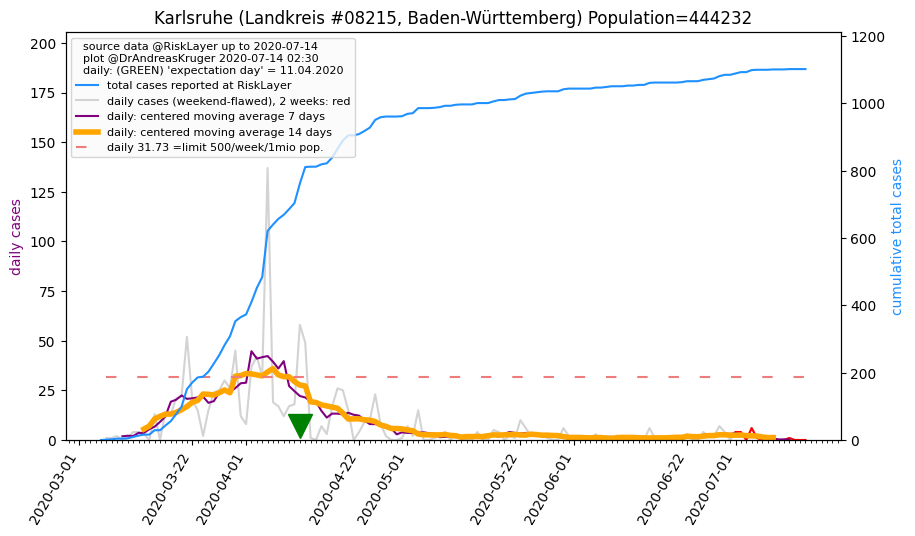 Karlsruhe (Landkreis #08215, Baden-Württemberg) Population=444232
source data @RiskLayer up to 2020-07-14
plot @DrAndreasKruger 2020-07-14 02:30
daily: (GREEN) 'expectation day' = 11.04.2020
total cases reported at RiskLayer
daily cases (weekend-flawed), 2 weeks: red
daily: centered moving average 7 days
daily: centered moving average 14 days
daily 31.73 =limit 500/week/1mio pop.
daily cases
200
175
150
125
100
75
50
25
0
cumulative total cases
1200
1000
800
600
400
200
0
2020-03-01
2020-03-22
2020-04-01
2020-04-22
2020-05-01
2020-05-22
2020-06-01
2020-06-22
2020-07-01